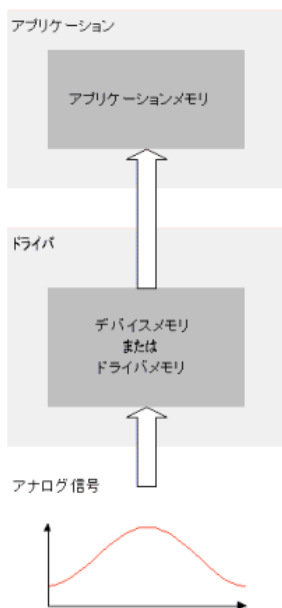 アプリケーション
アプリケーションメモリ
ドライバ
デバイスメモリ
または
ドライバメモリ
アナログ信号